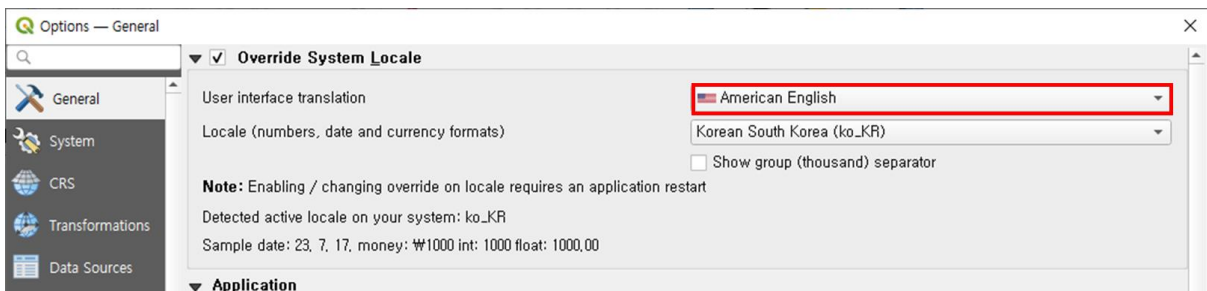 Options — General
Override System Locale
General
User interface translation
American English
System
Locale (numbers, date and currency formats)
Korean South Korea (ko_KR)
Show group (thousand) separator
CRS
Note: Enabling / changing override on locale requires an application restart
Transformations
Detected active locale on your system: ko_KR
Sample date: 23. 7. 17. money: ₩1000 int: 1000 float: 1000.00
Data Sources
Application